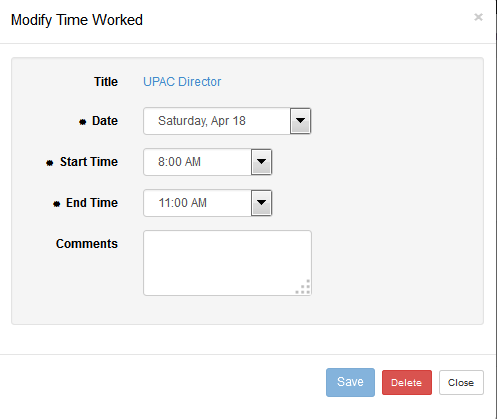 Modify Time Worked
×
Title UPAC Director
✹ Date Saturday, Apr 18
✹ Start Time 8:00 AM
✹ End Time 11:00 AM
Comments
Save Delete Close